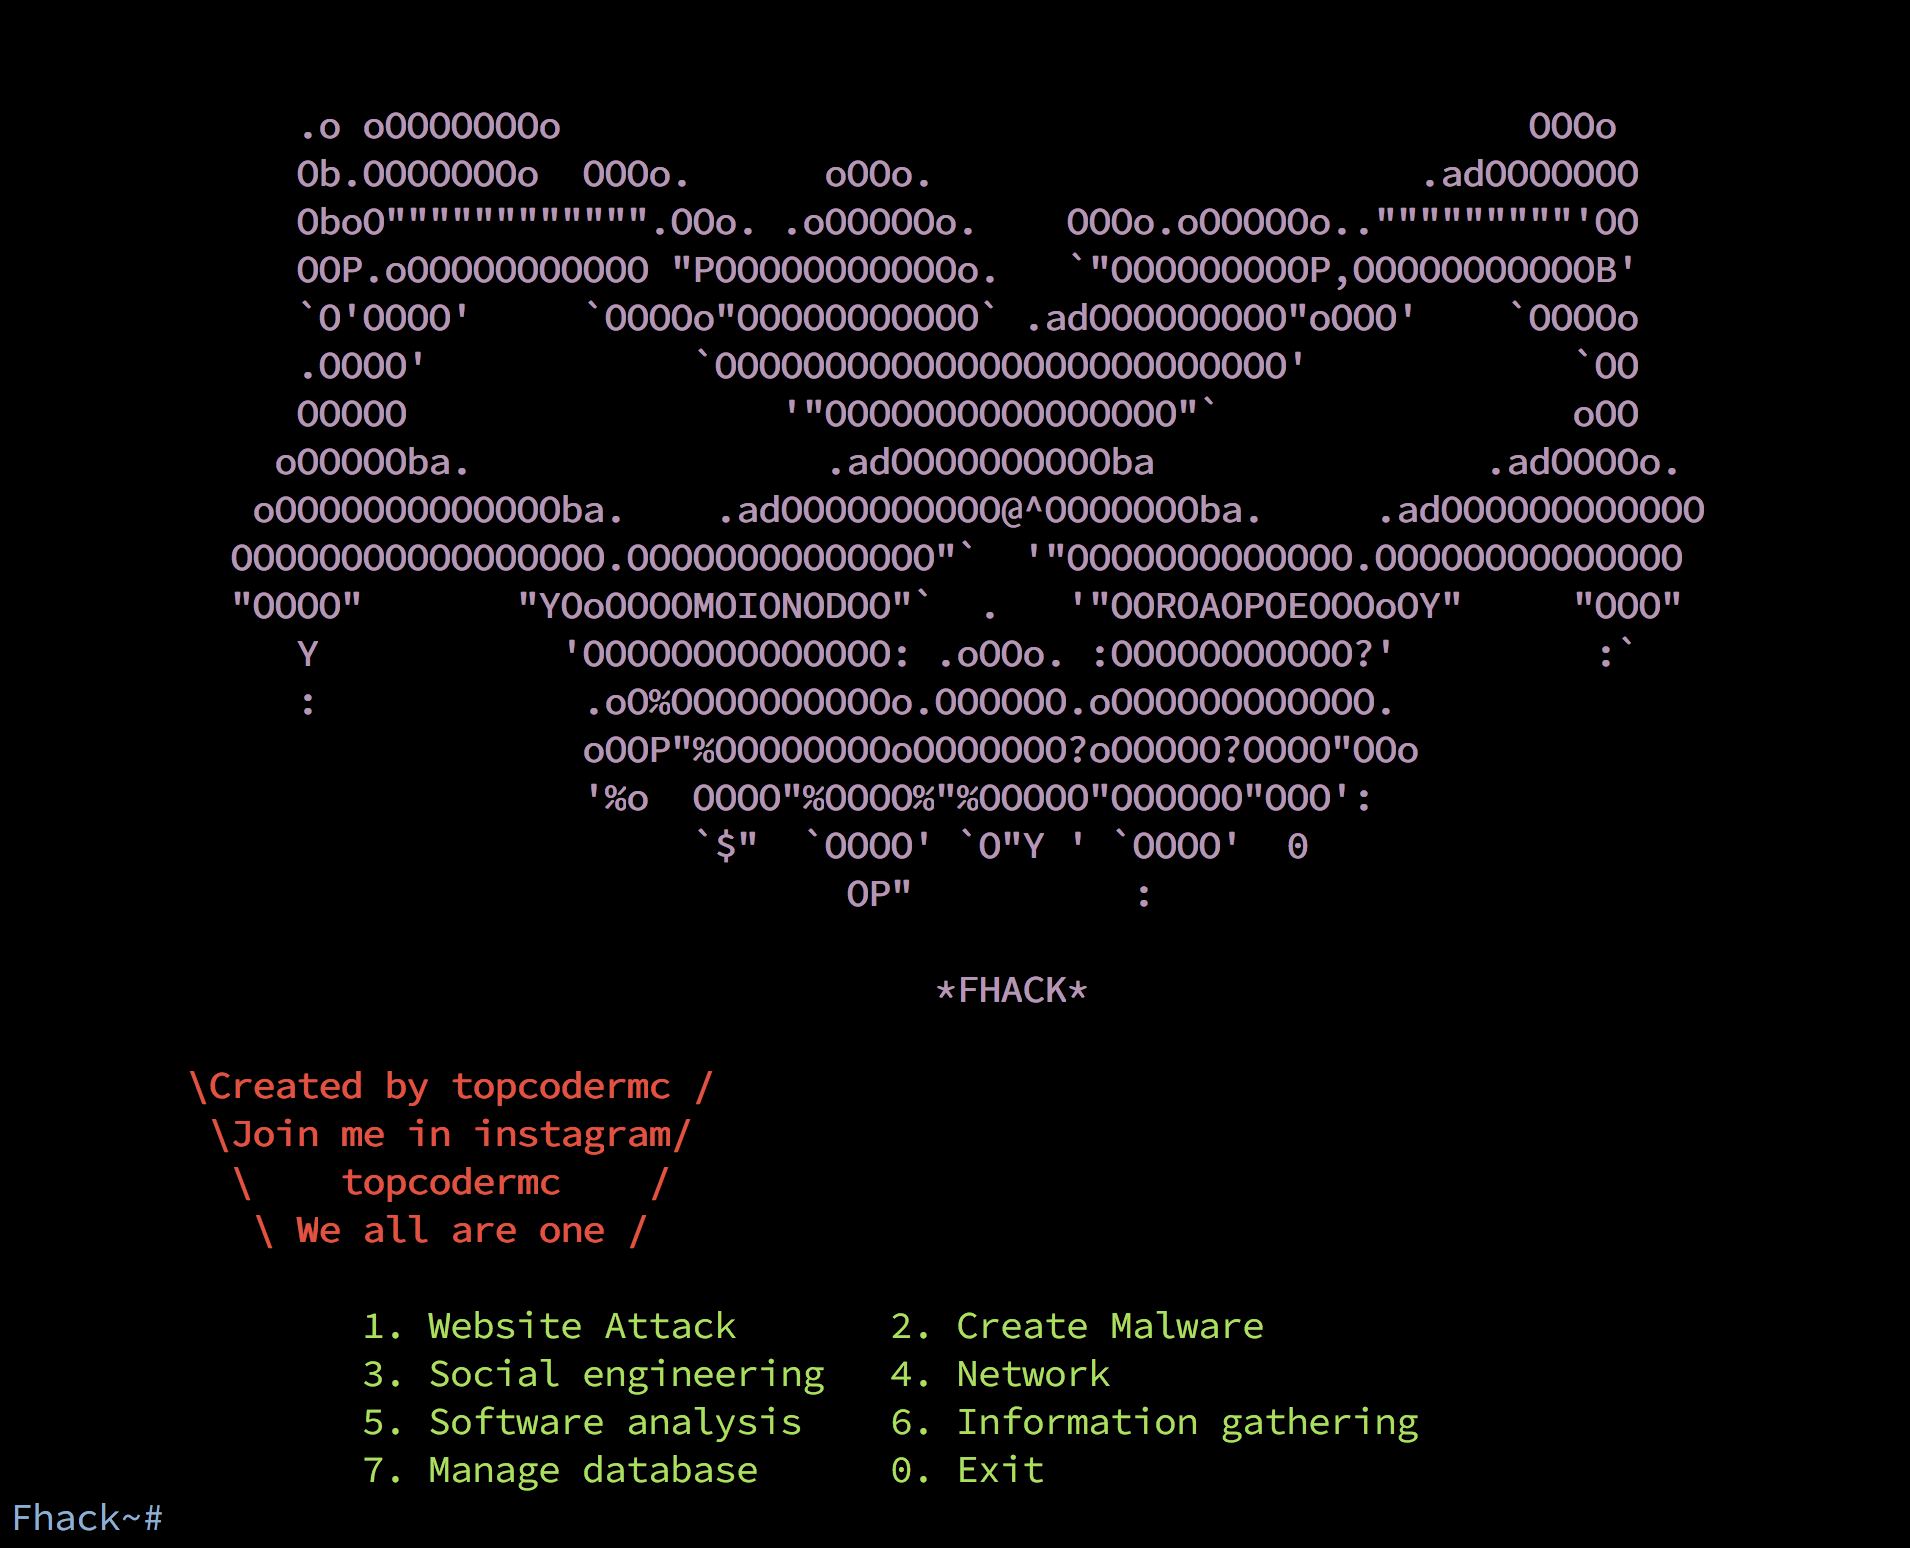 .o oOOOOOOOo                                            OOOo
Ob.OOOOOOOo  OOOo.      oOOo.                      .adOOOOOOO
OboO"""""""""""".OOo. .oOOOOOo.    OOOo.oOOOOOo.."""""""""'OO
OOP.oOOOOOOOOOOO "POOOOOOOOOOOo.   `"OOOOOOOOOP,OOOOOOOOOOOB'
`O'OOOO'     `OOOOo"OOOOOOOOOOO` .adOOOOOOOOO"oOOO'    `OOOOo
.OOOO'            `OOOOOOOOOOOOOOOOOOOOOOOOOO'            `OO
OOOOO                 '"OOOOOOOOOOOOOOOO"`                oOO
oOOOOOba.                .adOOOOOOOOOOba               .adOOOOo.
oOOOOOOOOOOOOOba.    .adOOOOOOOOOO@^OOOOOOOba.     .adOOOOOOOOOOOO
OOOOOOOOOOOOOOOOO.OOOOOOOOOOOOOO"`  '"OOOOOOOOOOOOO.OOOOOOOOOOOOOO
"OOOO"       "YOoOOOOMOIONODOO"`  .   '"OOROAOPOEOOOoOY"     "OOO"
Y           'OOOOOOOOOOOOOO: .oOOo. :OOOOOOOOOOO?'         :`
:            .oO%OOOOOOOOOOo.OOOOOO.oOOOOOOOOOOOO.
oOOP"%OOOOOOOOoOOOOOOO?oOOOOO?OOOO"OOo
'%o  OOOO"%OOOO%"%OOOOO"OOOOOO"OOO':
`$"  `OOOO' `O"Y ' `OOOO'  0
OP"          :
*FHACK*
\Created by topcodermc /
\Join me in instagram/
\    topcodermc    /
\ We all are one /
1. Website Attack       2. Create Malware
3. Social engineering   4. Network
5. Software analysis    6. Information gathering
7. Manage database      0. Exit
Fhack~#